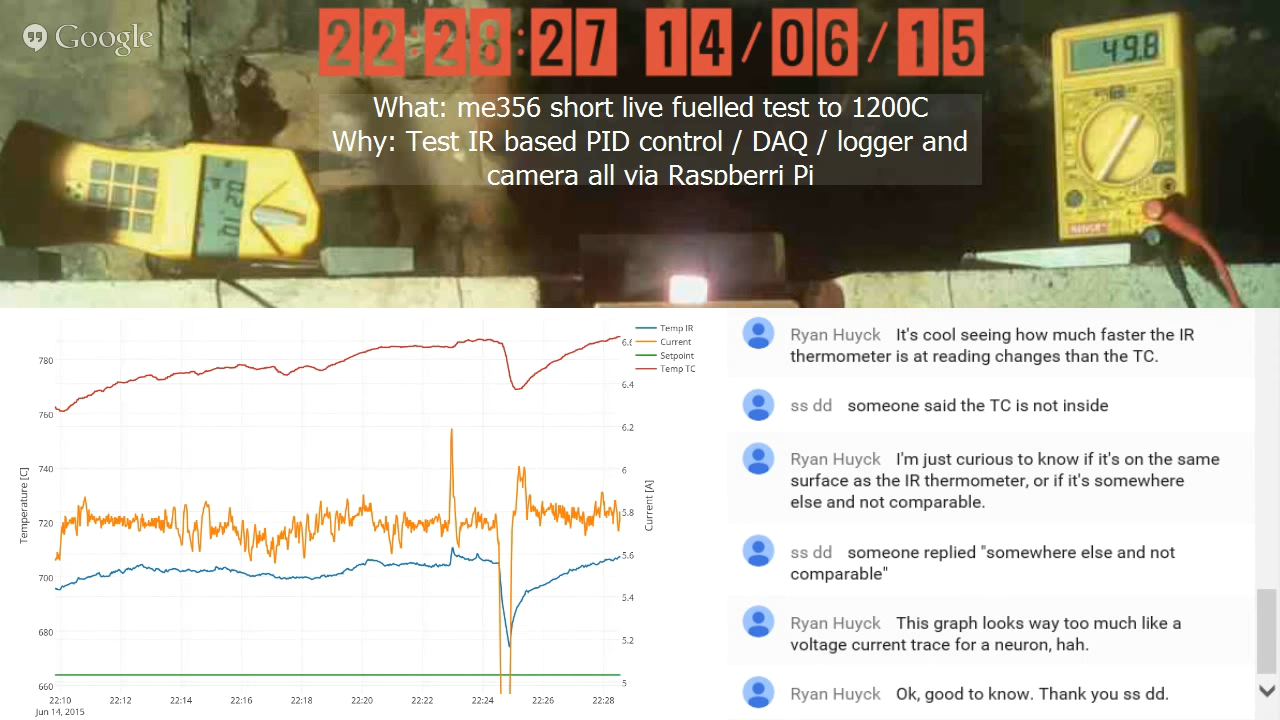 Google
22:28:27 14/06/15
49.8
What: me356 short live fuelled test to 1200C
Why: Test IR based PID control / DAQ / logger and
camera all via Raspberri Pi
Temp IR
Current
Setpoint
Temp TC
Temperature [C]
780
760
740
720
700
680
660
6.6
6.4
6.2
6
5.8
5.6
5.4
5.2
5
Current [A]
22:10
22:12
22:14
22:16
22:18
22:20
22:22
22:24
22:26
22:28
Jun 14, 2015
Ryan Huyck It's cool seeing how much faster the IR
thermometer is at reading changes than the TC.
ss dd someone said the TC is not inside
Ryan Huyck I'm just curious to know if it's on the same
surface as the IR thermometer, or if it's somewhere
else and not comparable.
ss dd someone replied "somewhere else and not
comparable"
Ryan Huyck This graph looks way too much like a
voltage current trace for a neuron, hah.
Ryan Huyck Ok, good to know. Thank you ss dd.